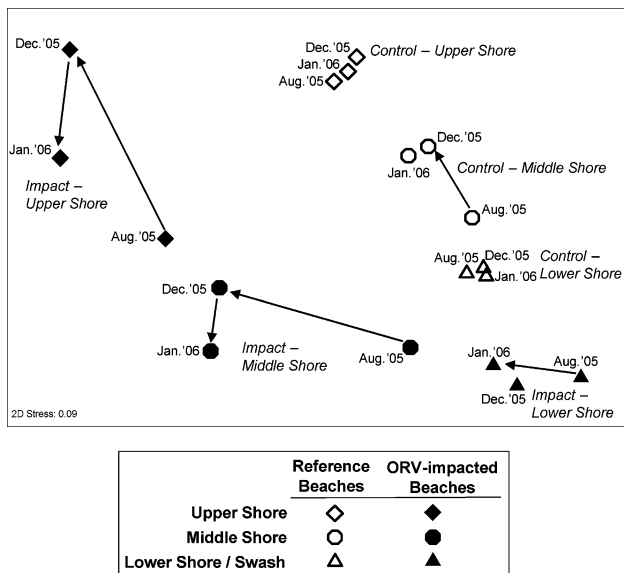 Dec.'05
Dec.'05
Control – Upper Shore
Jan.'06
Aug.'05
Dec.'05
Jan.'06
Control – Middle Shore
Jan.'06
Impact –
Upper Shore
Aug.'05
Aug.'05
Aug.'05
Dec.'05
Control –
Jan.'06
Lower Shore
Dec.'05
Jan.'06
Impact –
Middle Shore
Aug.'05
Jan.'06
Aug.'05
Dec.'05
Impact –
Lower Shore
2D Stress: 0.09
Reference
Beaches
ORV-impacted
Beaches
Upper Shore
Middle Shore
Lower Shore / Swash